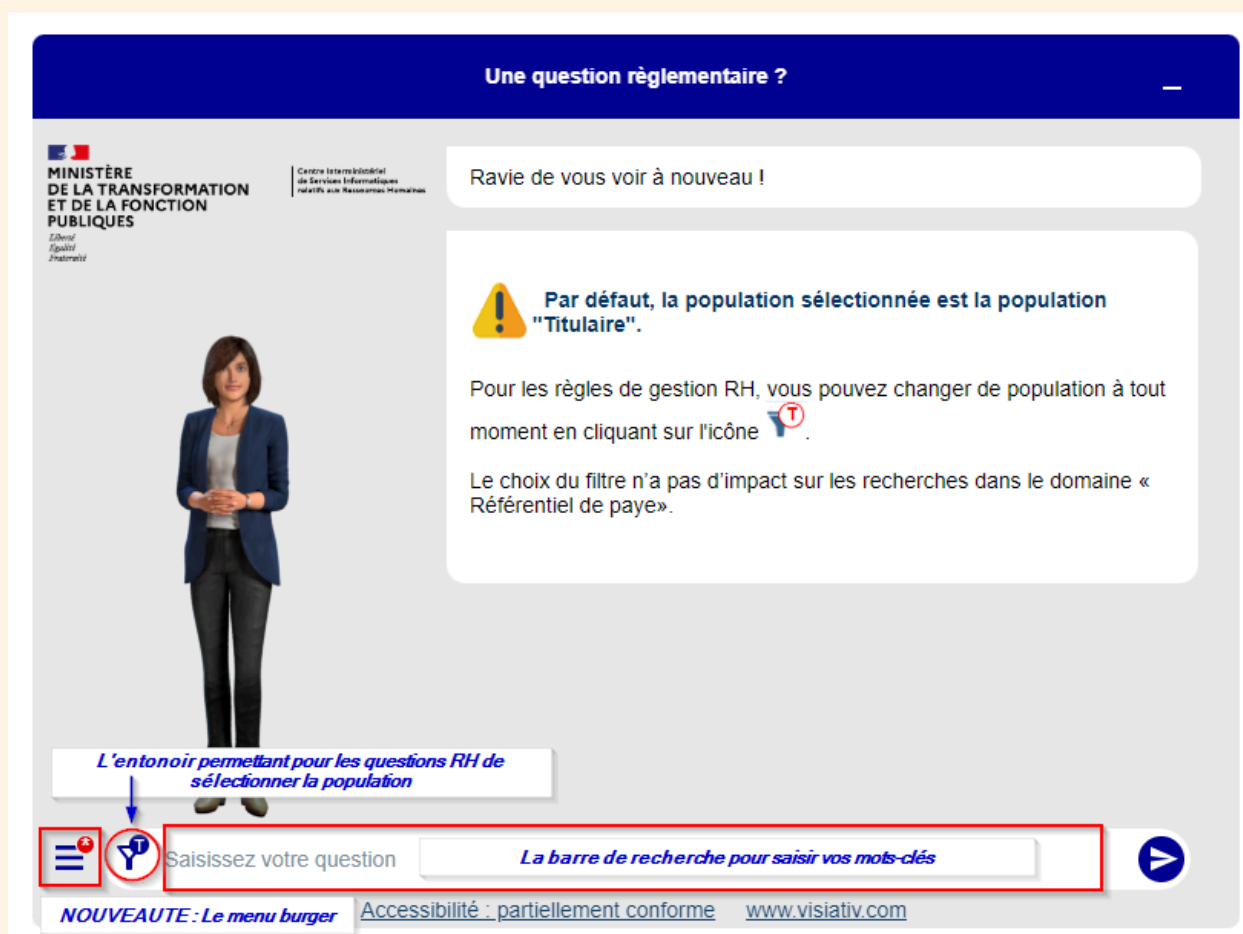 Une question règlementaire ?
MINISTÈRE
DE LA TRANSFORMATION
ET DE LA FONCTION
PUBLIQUES
Liberté
Égalité
Fraternité
Centre Interministériel
de Services Informatiques
relatifs aux Ressources Humaines
Ravie de vous voir à nouveau !
Par défaut, la population sélectionnée est la population
"Titulaire".
Pour les règles de gestion RH, vous pouvez changer de population à tout
moment en cliquant sur l'icône T.
Le choix du filtre n'a pas d'impact sur les recherches dans le domaine «
Référentiel de paye».
L'entonoir permettant pour les questions RH de
sélectionner la population
T
Saisissez votre question
La barre de recherche pour saisir vos mots-clés
NOUVEAUTE : Le menu burger
Accessibilité : partiellement conforme
www.visiativ.com